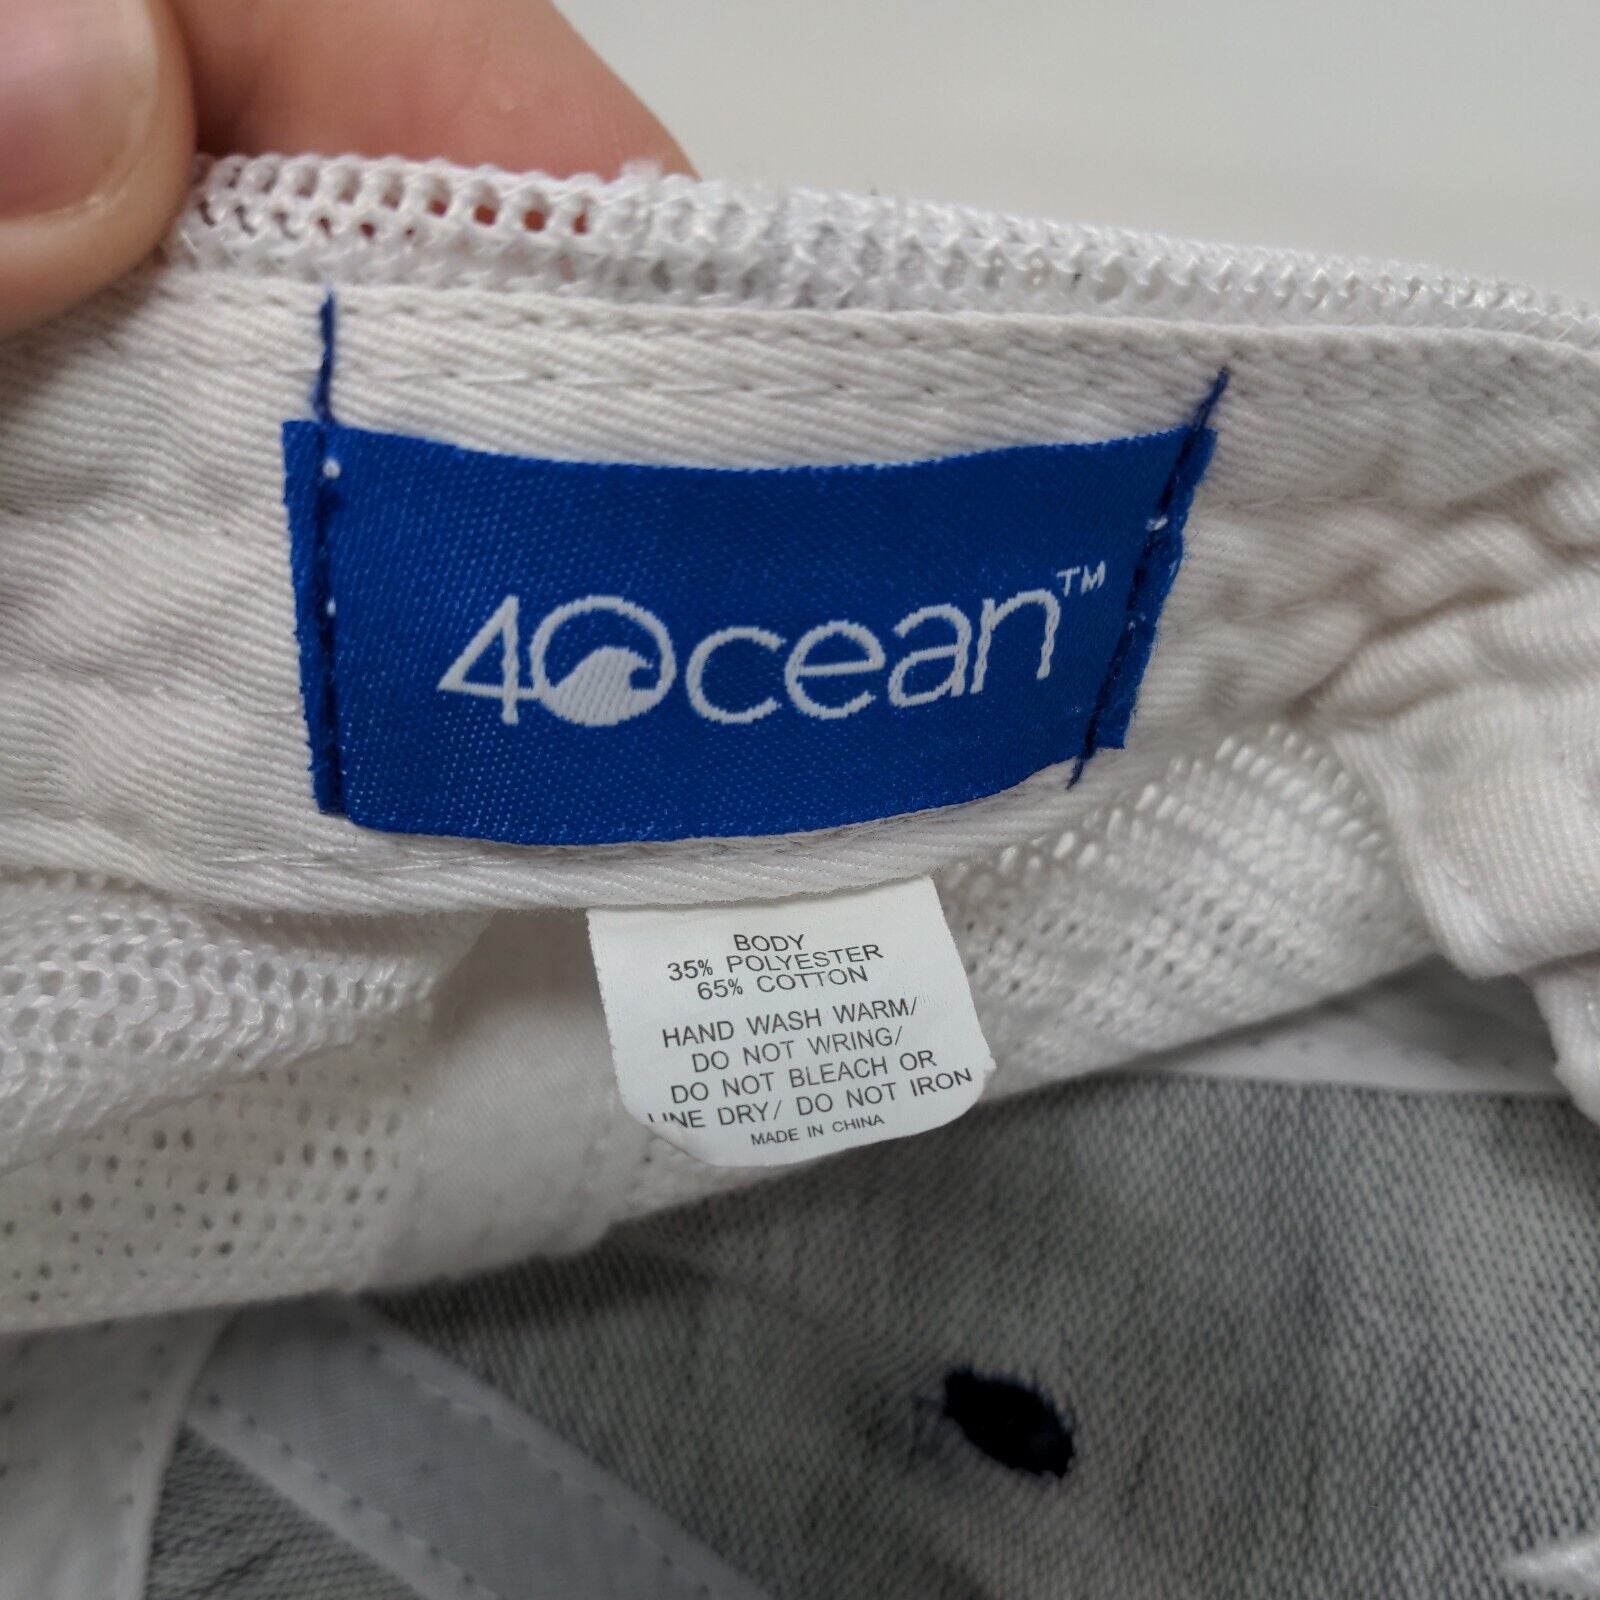 4Ocean™
BODY
35% POLYESTER
65% COTTON
HAND WASH WARM/
DO NOT WRING/
DO NOT BLEACH OR
LINE DRY/ DO NOT IRON
MADE IN CHINA